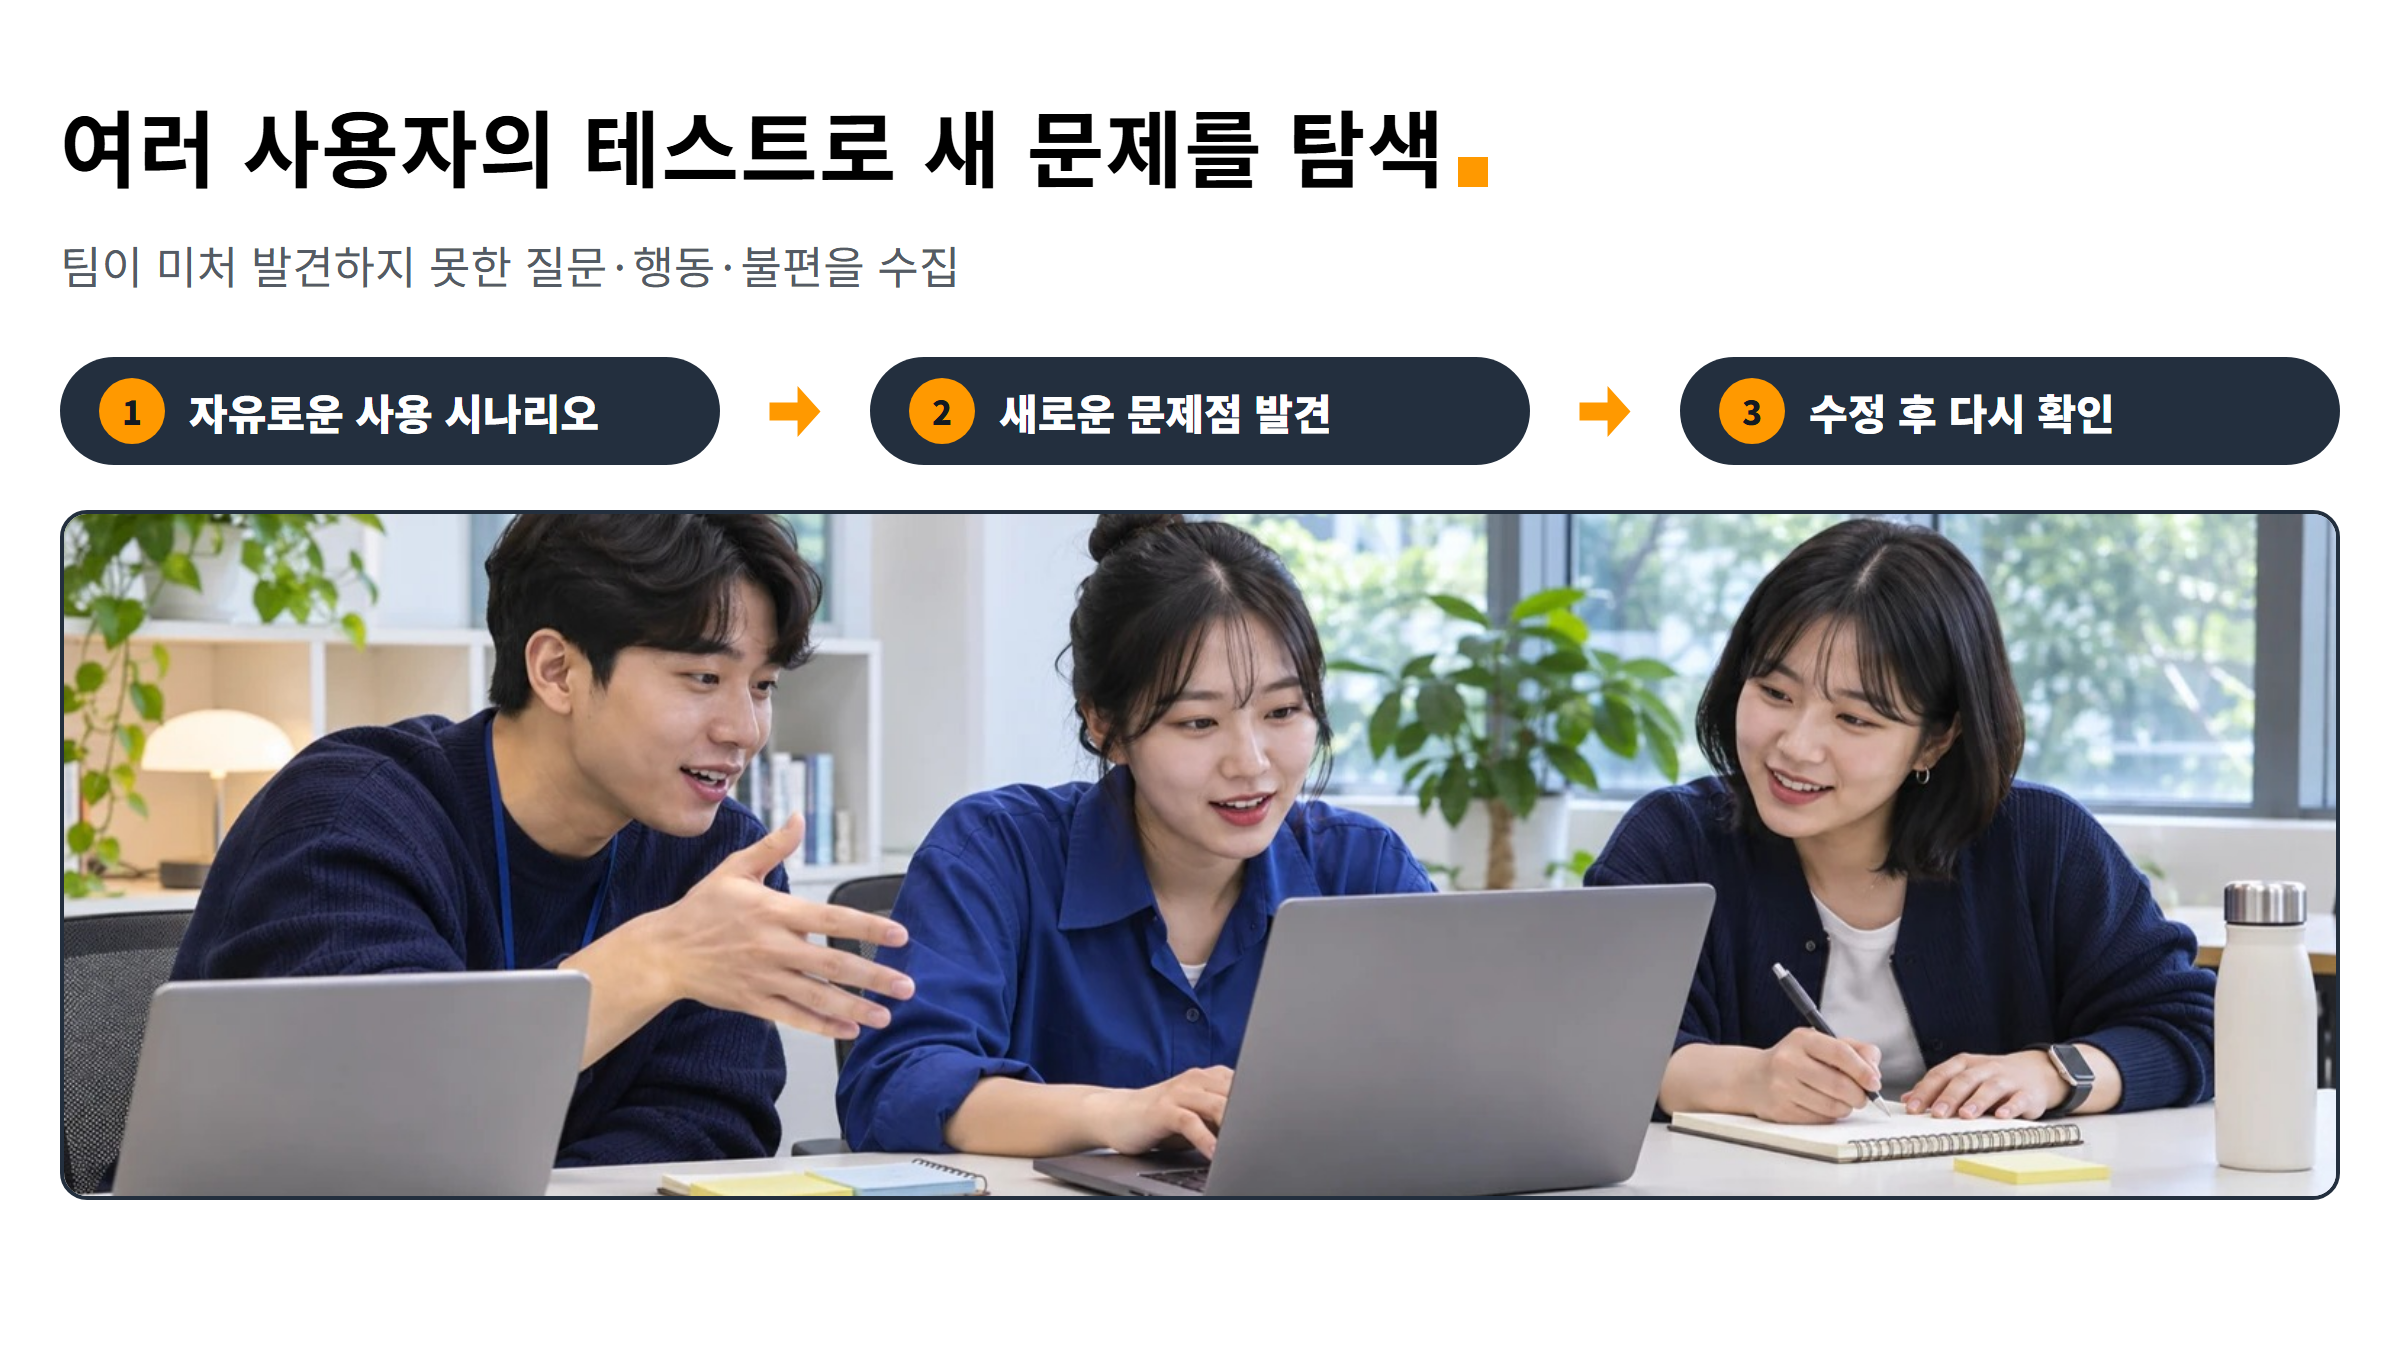 여러 사용자의 테스트로 새 문제를 탐색
팀이 미처 발견하지 못한 질문·행동·불편을 수집
1 자유로운 사용 시나리오
2 새로운 문제점 발견
3 수정 후 다시 확인